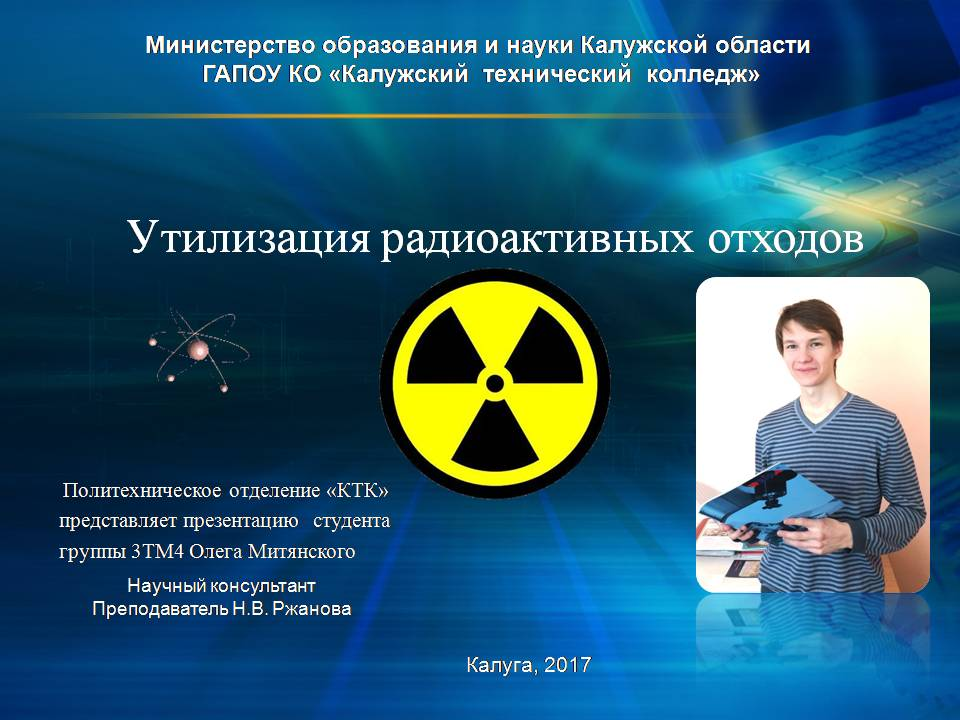 Министерство образования и науки Калужской области
ГАПОУ КО «Калужский технический колледж»
Утилизация радиоактивных отходов
Политехническое отделение «КТК»
представляет презентацию студента
группы 3ТМ4 Олега Митянского
Научный консультант
Преподаватель Н.В. Ржанова
Калуга, 2017